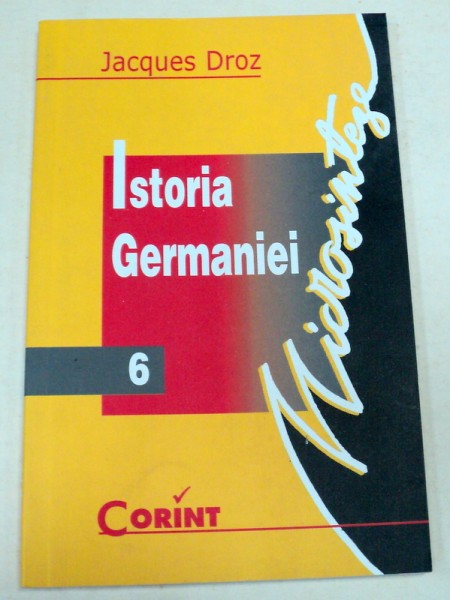 Jacques Droz
Istoria
Germaniei
Microsinteze
6
CORINT